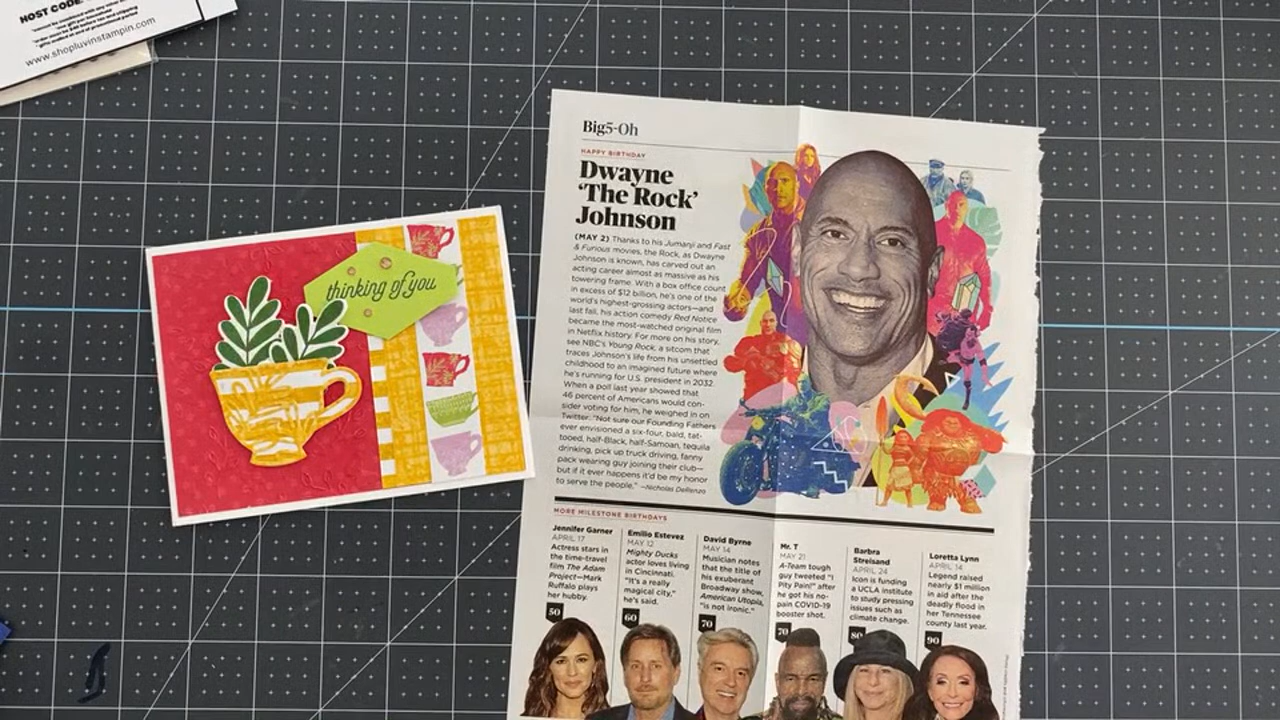 HOST CODE:
www.shopluvinstampin.com
thinking of you
Big5-Oh
HAPPY BIRTHDAY
Dwayne
‘The Rock’
Johnson
(MAY 2) Thanks to his Jumanji and Fast
& Furious movies, the Rock, as Dwayne
Johnson is known, has carved out an
acting career almost as massive as his
towering frame. With a box office count
in excess of $12 billion, he's one of the
world's highest-grossing actors—and
last fall, his action comedy Red Notice
became the most-watched original film
in Netflix history. For more on his story,
see NBC's Young Rock, a sitcom that
traces Johnson's life from his unsettled
childhood to an imagined future where
he's running for U.S. president in 2032.
When a poll last year showed that
46 percent of Americans would con-
sider voting for him, he weighed in on
Twitter. "Not sure our Founding Fathers
ever envisioned a six-four, bald, tat-
tooed, half-Black, half-Samoan, tequila
drinking, pick up truck driving, fanny
pack wearing guy joining their club—
but if it ever happens it'd be my honor
to serve the people." —Nicholas DeRenzo
MORE MILESTONE BIRTHDAYS
Jennifer Garner
APRIL 17
Actress stars in
the time-travel
film The Adam
Project—Mark
Ruffalo plays
her hubby.
50
Emilio Estevez
MAY 12
Mighty Ducks
actor loves living
in Cincinnati.
"It's a really
magical city,"
he's said.
60
David Byrne
MAY 14
Musician notes
that the title of
his exuberant
Broadway show,
American Utopia,
"is not ironic."
70
Mr. T
MAY 21
A-Team tough
guy tweeted "I
Pity Pain!" after
he got his no-
pain COVID-19
booster shot.
70
Barbra
Streisand
APRIL 24
Icon is funding
a UCLA institute
to study pressing
issues such as
climate change.
80
Loretta Lynn
APRIL 14
Legend raised
nearly $1 million
in aid after the
deadly flood in
her Tennessee
county last year.
90